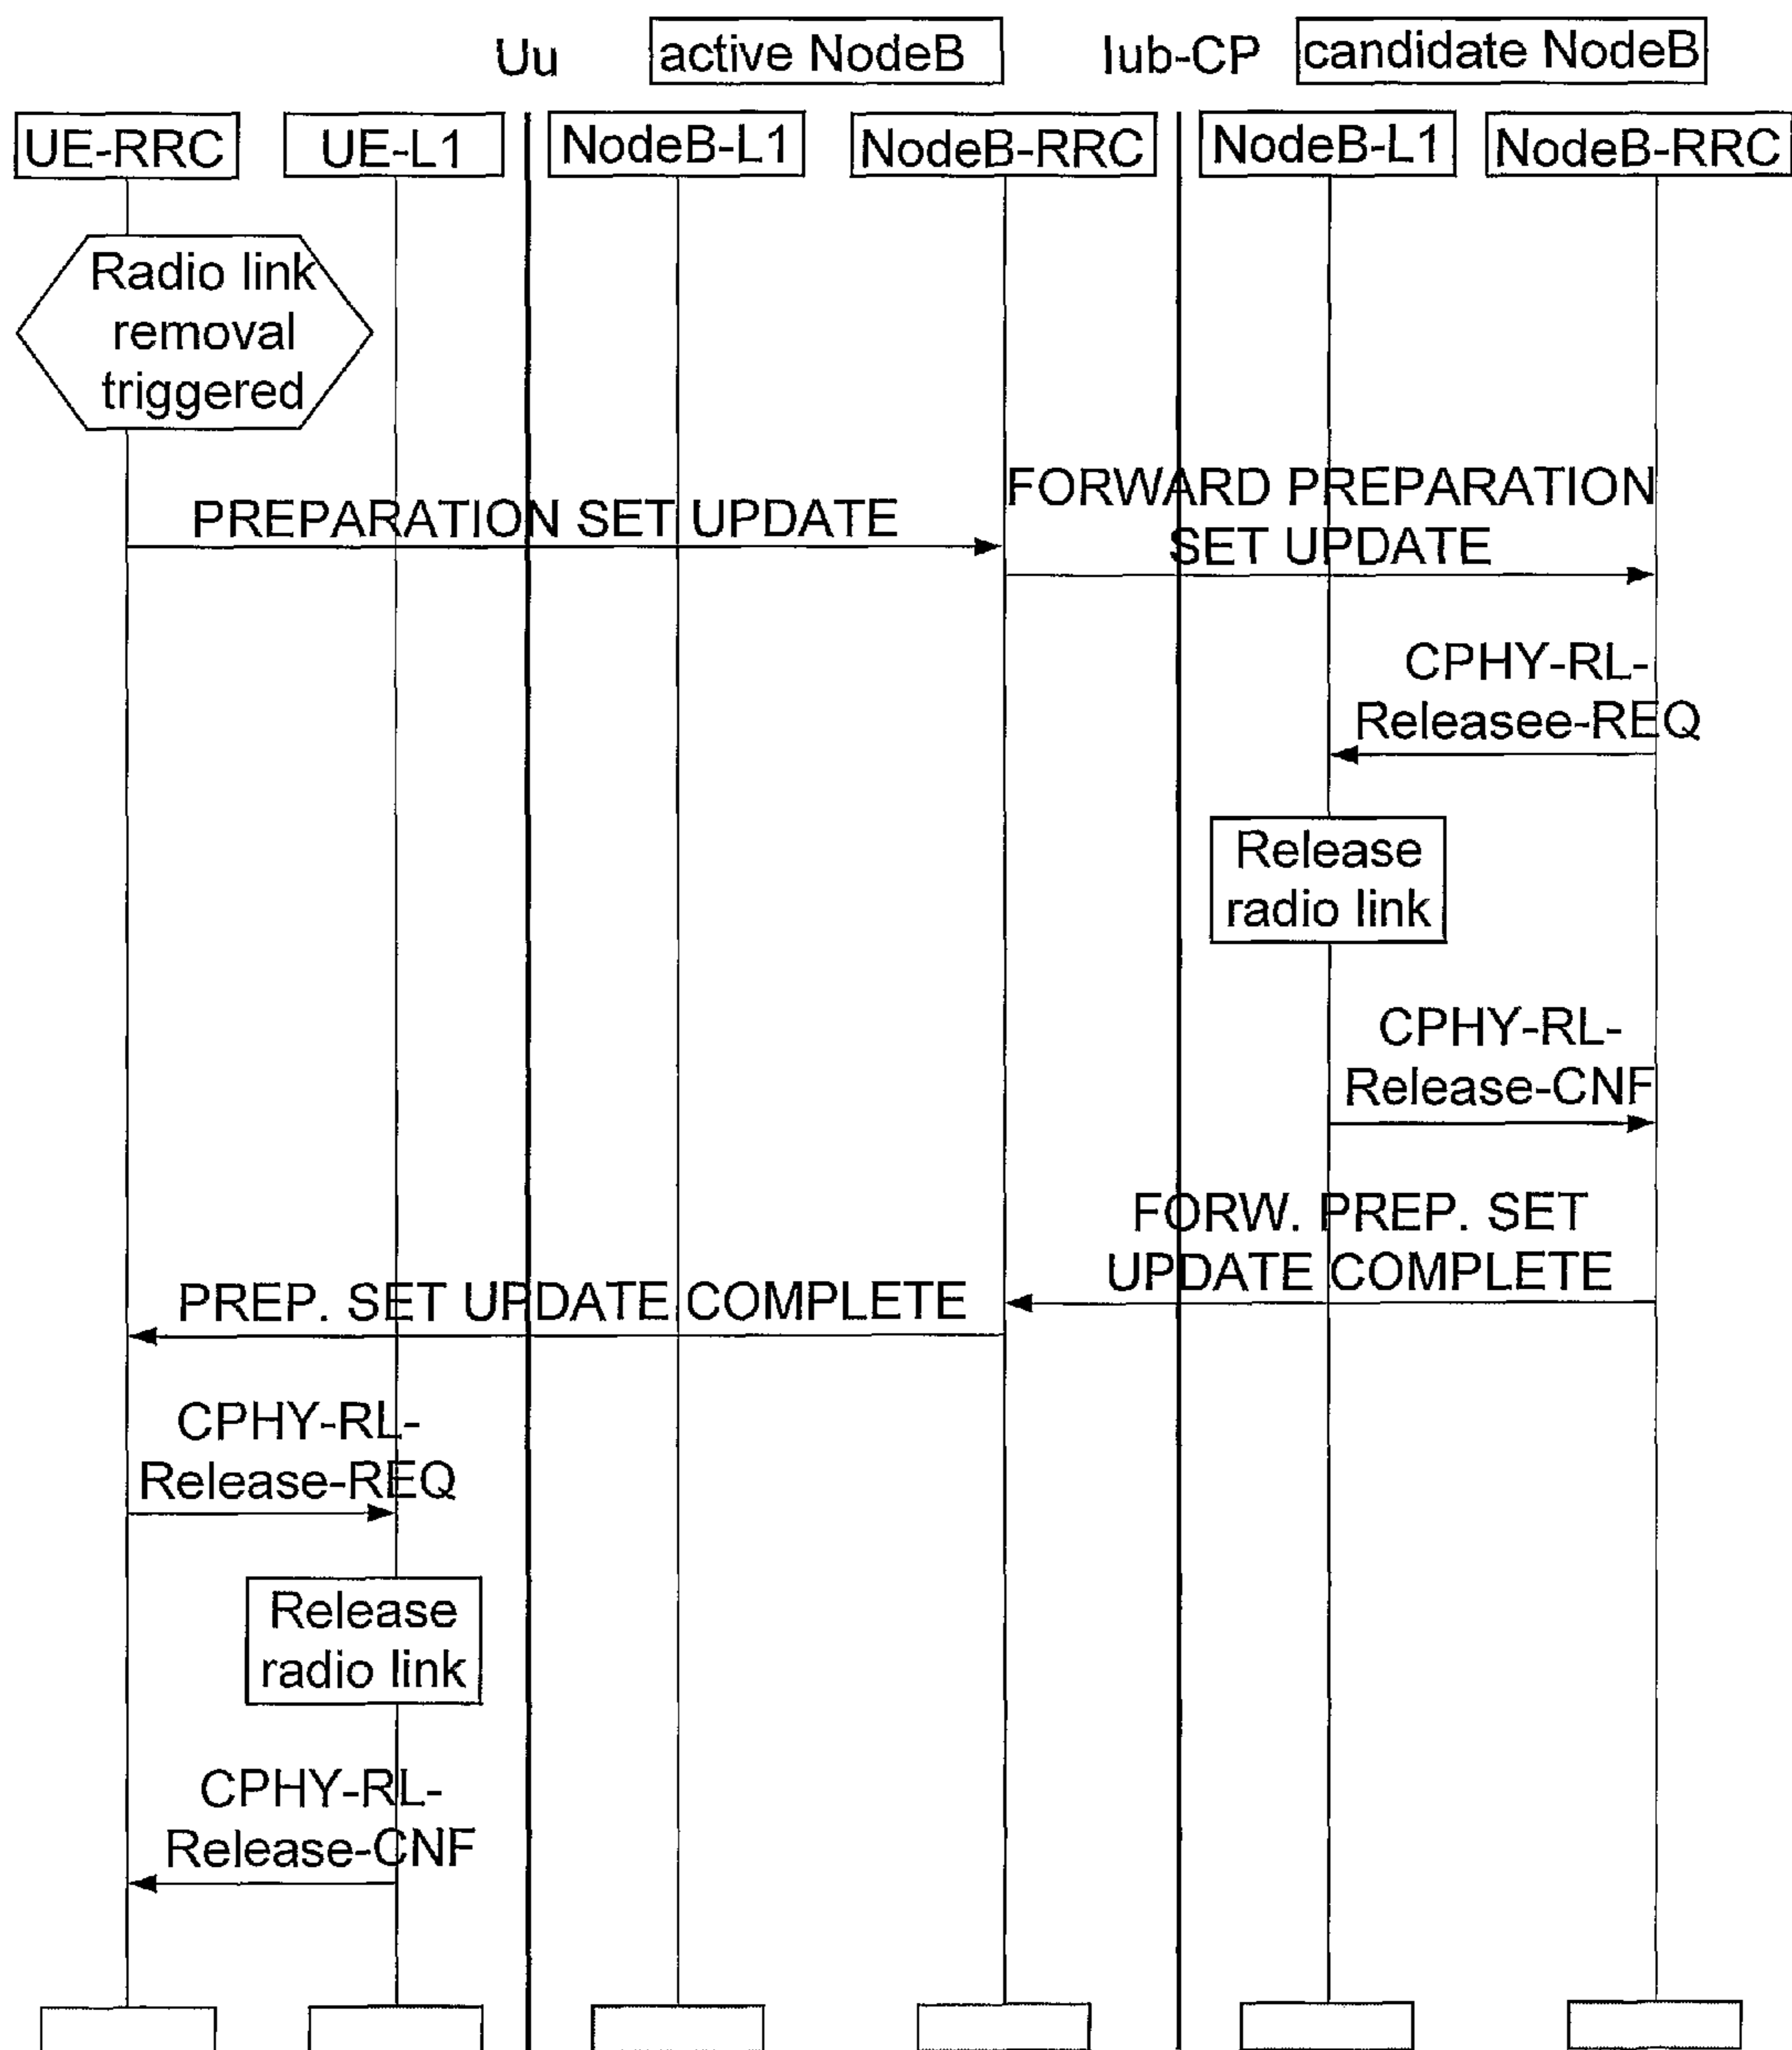 Uu
active NodeB
Iub-CP
candidate NodeB
UE-RRC
UE-L1
NodeB-L1
NodeB-RRC
NodeB-L1
NodeB-RRC
Radio link
removal
triggered
PREPARATION SET UPDATE
FORWARD PREPARATION
SET UPDATE
CPHY-RL-
Releasee-REQ
Release
radio link
CPHY-RL-
Release-CNF
FORW. PREP. SET
UPDATE COMPLETE
PREP. SET UPDATE COMPLETE
CPHY-RL-
Release-REQ
Release
radio link
CPHY-RL-
Release-CNF